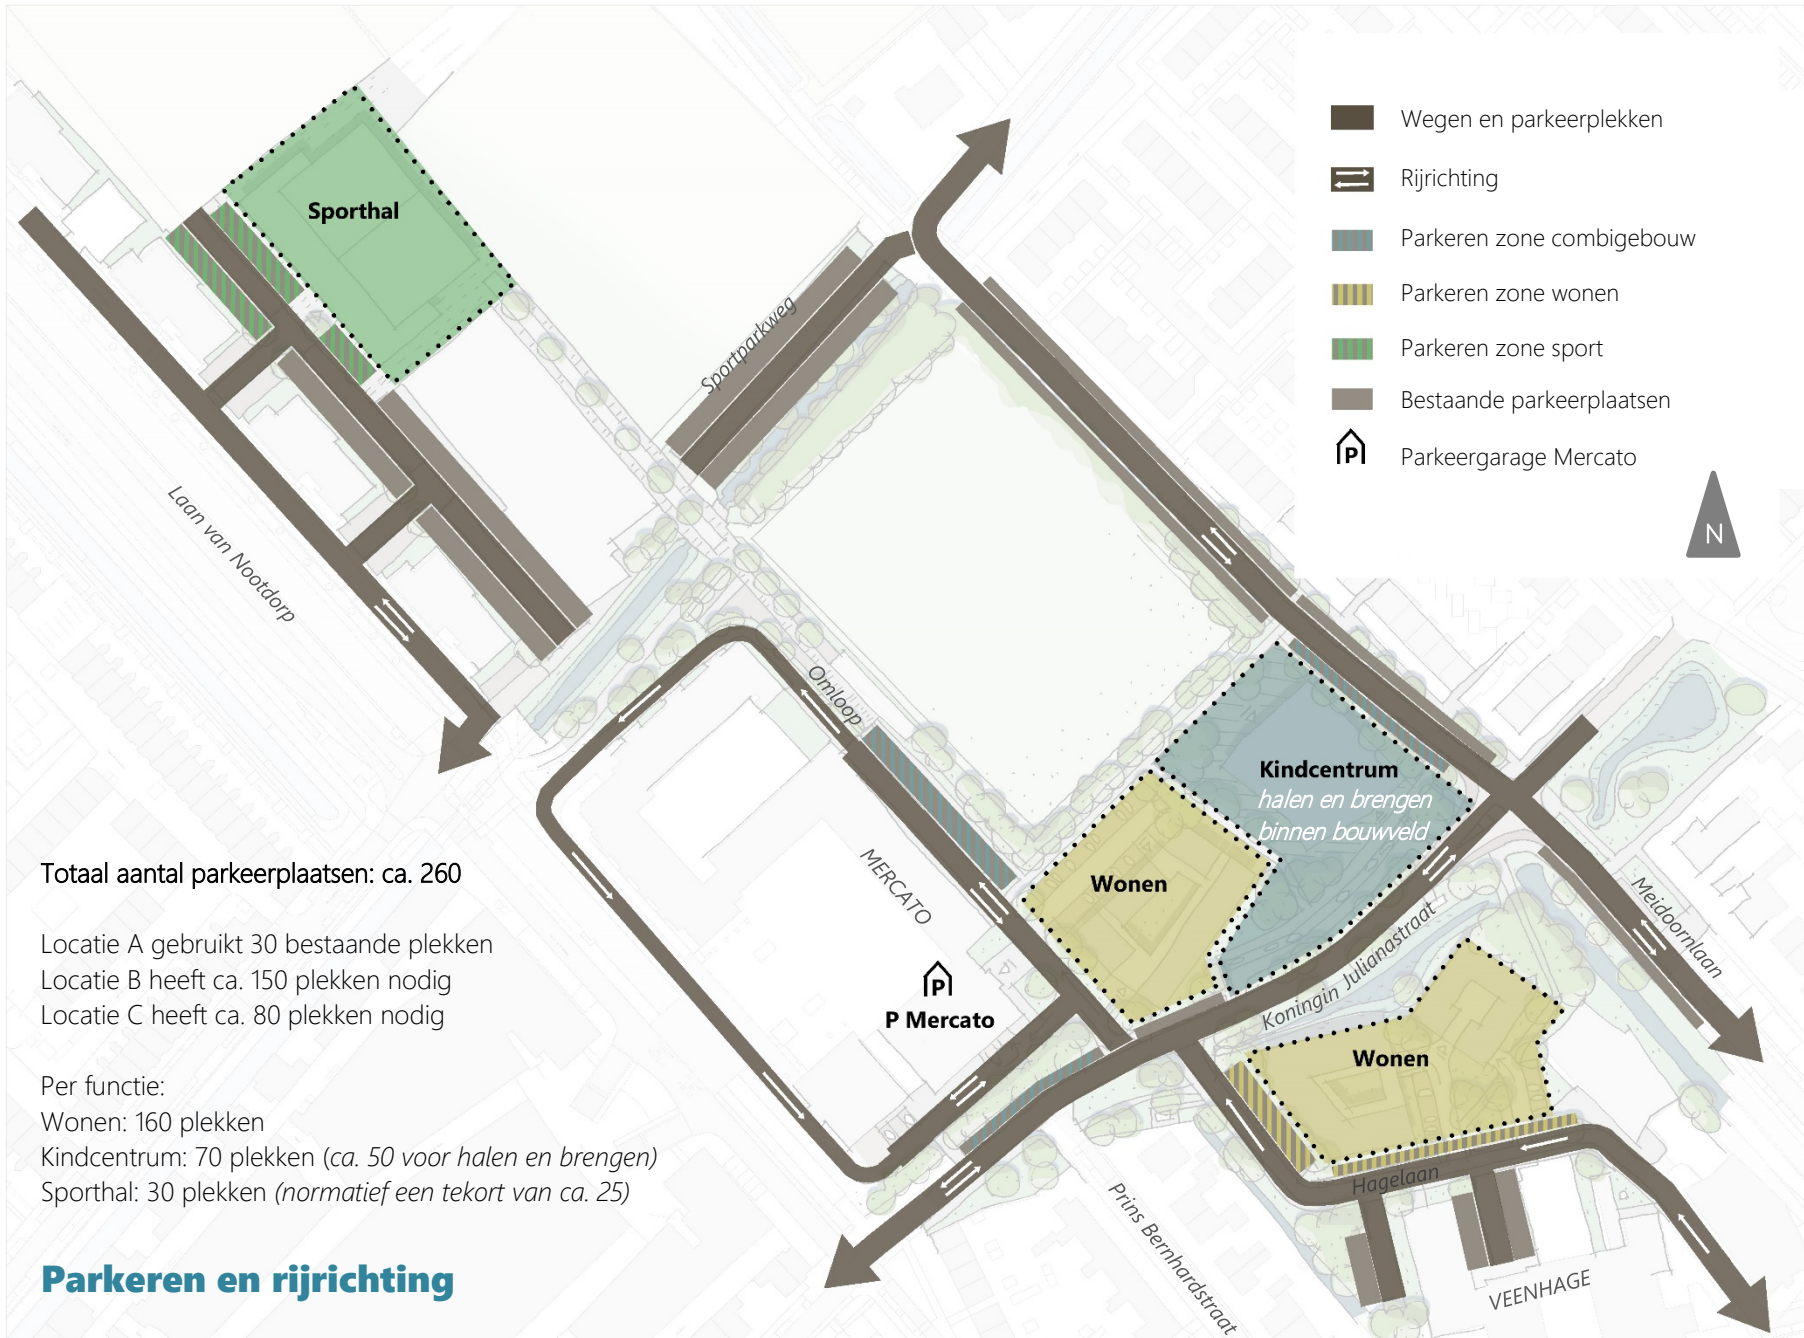 Wegen en parkeerplekken
Rijrichting
Parkeren zone combigebouw
Parkeren zone wonen
Parkeren zone sport
Bestaande parkeerplaatsen
P
Parkeergarage Mercato
N
Sporthal
Sportparkweg
Laan van Nootdorp
Omloop
Kindcentrum
halen en brengen
binnen bouwveld
Wonen
MERCATO
P
P Mercato
Koningin Julianastraat
Meidoornlaan
Wonen
Hagelaan
Prins Bernhardstraat
VEENHAGE
Totaal aantal parkeerplaatsen: ca. 260
Locatie A gebruikt 30 bestaande plekken
Locatie B heeft ca. 150 plekken nodig
Locatie C heeft ca. 80 plekken nodig
Per functie:
Wonen: 160 plekken
Kindcentrum: 70 plekken (ca. 50 voor halen en brengen)
Sporthal: 30 plekken (normatief een tekort van ca. 25)
Parkeren en rijrichting